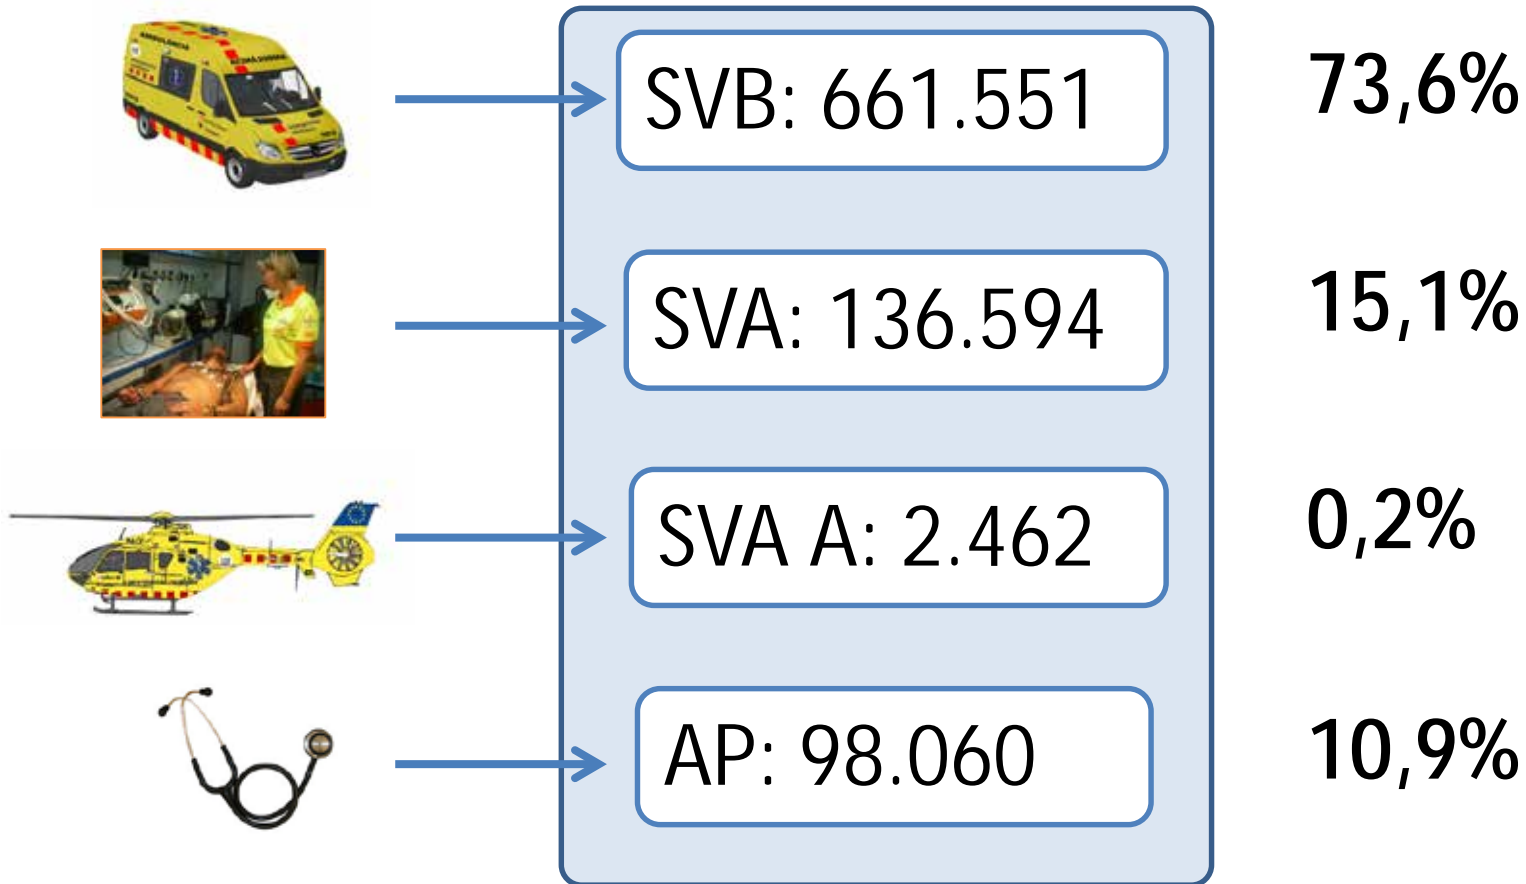 AMBULÀNCIA
SVB: 661.551
73,6%
SVA: 136.594
15,1%
SVA A: 2.462
0,2%
AP: 98.060
10,9%